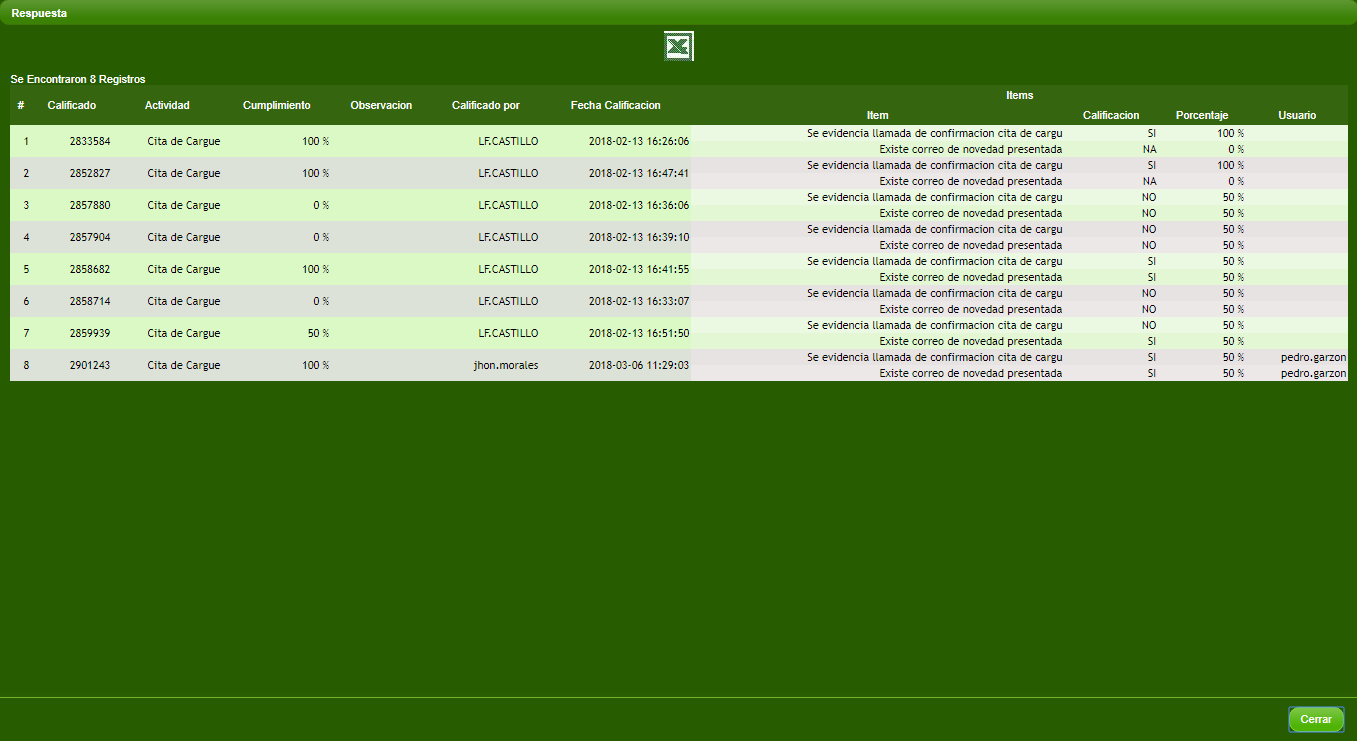 Respuesta
Se Encontraron 8 Registros
# Calificado Actividad Cumplimiento Observacion Calificado por Fecha Calificacion Items
Item Calificacion Porcentaje Usuario
1 2833584 Cita de Cargue 100 % LF.CASTILLO 2018-02-13 16:26:06 Se evidencia llamada de confirmacion cita de cargu SI 100 %
Existe correo de novedad presentada NA 0 %
2 2852827 Cita de Cargue 100 % LF.CASTILLO 2018-02-13 16:47:41 Se evidencia llamada de confirmacion cita de cargu SI 100 %
Existe correo de novedad presentada NA 0 %
3 2857880 Cita de Cargue 0 % LF.CASTILLO 2018-02-13 16:36:06 Se evidencia llamada de confirmacion cita de cargu NO 50 %
Existe correo de novedad presentada NO 50 %
4 2857904 Cita de Cargue 0 % LF.CASTILLO 2018-02-13 16:39:10 Se evidencia llamada de confirmacion cita de cargu NO 50 %
Existe correo de novedad presentada NO 50 %
5 2858682 Cita de Cargue 100 % LF.CASTILLO 2018-02-13 16:41:55 Se evidencia llamada de confirmacion cita de cargu SI 50 %
Existe correo de novedad presentada SI 50 %
6 2858714 Cita de Cargue 0 % LF.CASTILLO 2018-02-13 16:33:07 Se evidencia llamada de confirmacion cita de cargu NO 50 %
Existe correo de novedad presentada NO 50 %
7 2859939 Cita de Cargue 50 % LF.CASTILLO 2018-02-13 16:51:50 Se evidencia llamada de confirmacion cita de cargu NO 50 %
Existe correo de novedad presentada SI 50 %
8 2901243 Cita de Cargue 100 % jhon.morales 2018-03-06 11:29:03 Se evidencia llamada de confirmacion cita de cargu SI 50 % pedro.garzon
Existe correo de novedad presentada SI 50 % pedro.garzon
Cerrar